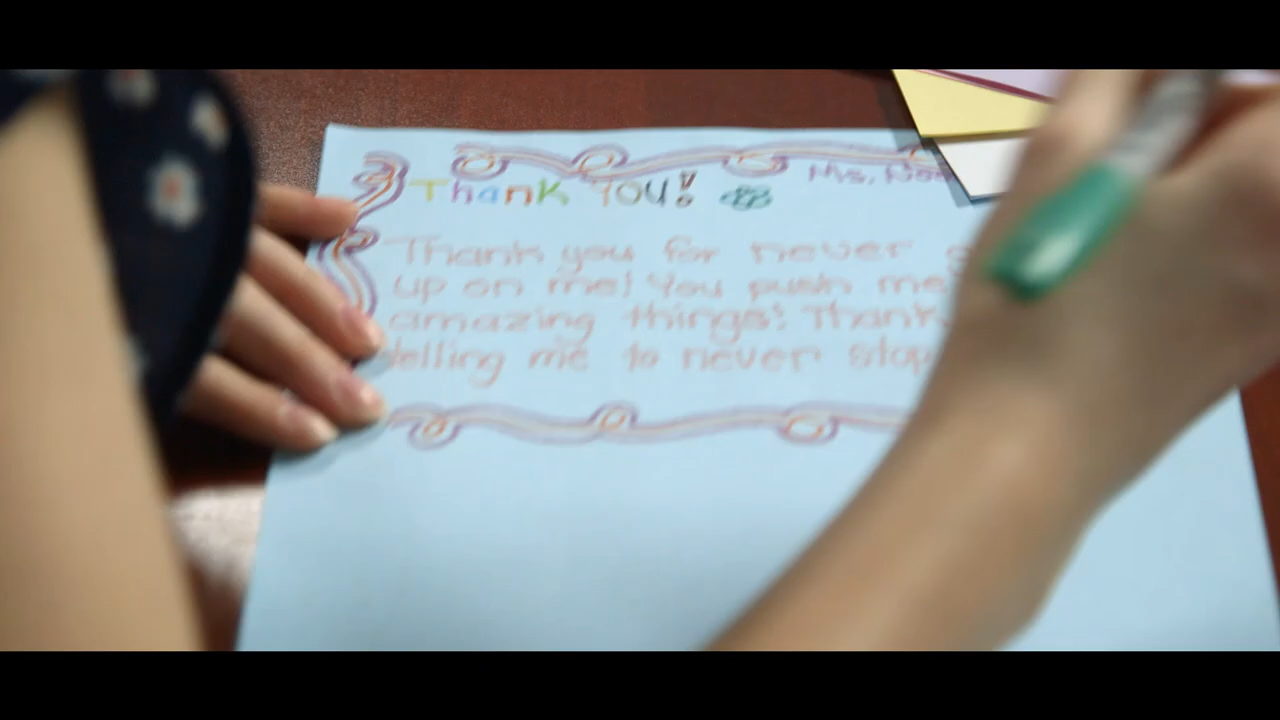 Thank YOU! Ms.
Thank you for never
up on me! You push me
amazing things! Thank
telling me to never stop